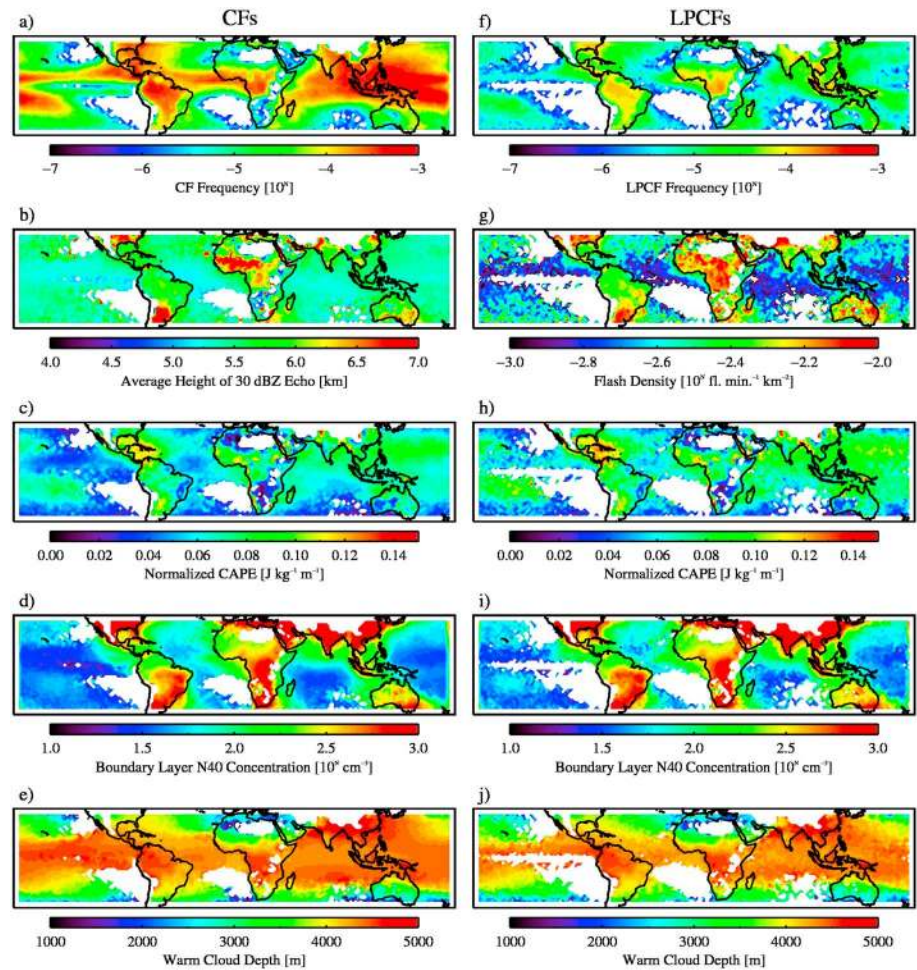 CFs LPCFs
a) f)
−7 −6 −5 −4 −3 −7 −6 −5 −4 −3
CF Frequency [10ᴺ] LPCF Frequency [10ᴺ]
b) g)
4.0 4.5 5.0 5.5 6.0 6.5 7.0 −3.0 −2.8 −2.6 −2.4 −2.2 −2.0
Average Height of 30 dBZ Echo [km] Flash Density [10ᴺ fl. min.⁻¹ km⁻²]
c) h)
0.00 0.02 0.04 0.06 0.08 0.10 0.12 0.14 0.00 0.02 0.04 0.06 0.08 0.10 0.12 0.14
Normalized CAPE [J kg⁻¹ m⁻¹] Normalized CAPE [J kg⁻¹ m⁻¹]
d) i)
1.0 1.5 2.0 2.5 3.0 1.0 1.5 2.0 2.5 3.0
Boundary Layer N40 Concentration [10ᴺ cm⁻³] Boundary Layer N40 Concentration [10ᴺ cm⁻³]
e) j)
1000 2000 3000 4000 5000 1000 2000 3000 4000 5000
Warm Cloud Depth [m] Warm Cloud Depth [m]